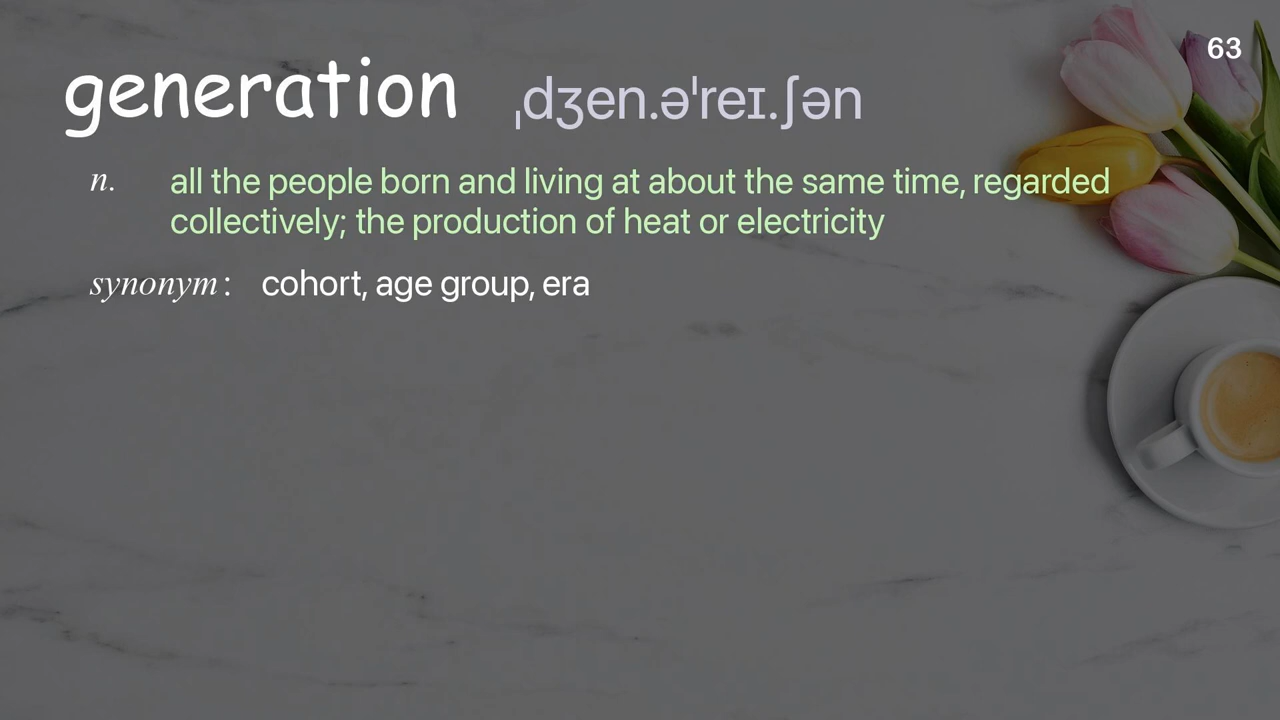 63
generation ˌdʒen.əˈreɪ.ʃən
n. all the people born and living at about the same time, regarded
collectively; the production of heat or electricity
synonym: cohort, age group, era